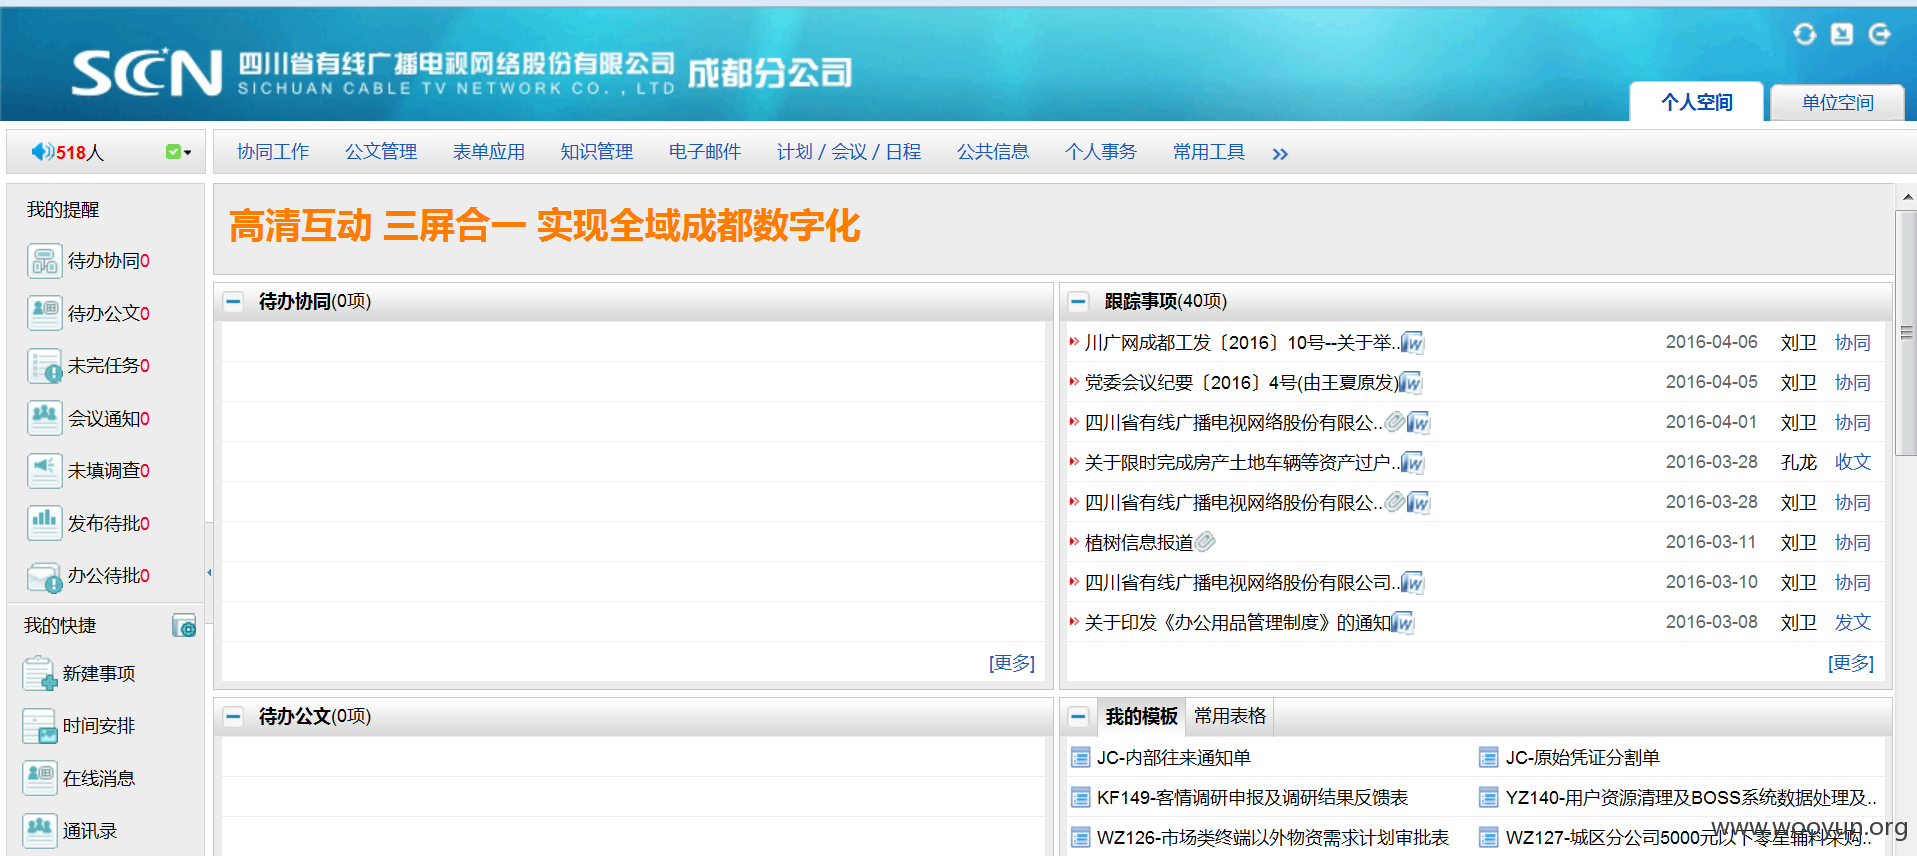 SCN 四川省有线广播电视网络股份有限公司 成都分公司
SICHUAN CABLE TV NETWORK CO. , LTD
个人空间 单位空间
518人
协同工作 公文管理 表单应用 知识管理 电子邮件 计划 / 会议 / 日程 公共信息 个人事务 常用工具 »
我的提醒
待办协同0
待办公文0
未完任务0
会议通知0
未填调查0
发布待批0
办公待批0
我的快捷
新建事项
时间安排
在线消息
通讯录
高清互动 三屏合一 实现全域成都数字化
待办协同(0项)
[更多]
跟踪事项(40项)
川广网成都工发〔2016〕10号--关于举.. 2016-04-06 刘卫 协同
党委会议纪要〔2016〕4号(由王夏原发) 2016-04-05 刘卫 协同
四川省有线广播电视网络股份有限公.. 2016-04-01 刘卫 协同
关于限时完成房产土地车辆等资产过户.. 2016-03-28 孔龙 收文
四川省有线广播电视网络股份有限公.. 2016-03-28 刘卫 协同
植树信息报道 2016-03-11 刘卫 协同
四川省有线广播电视网络股份有限公司.. 2016-03-10 刘卫 协同
关于印发《办公用品管理制度》的通知 2016-03-08 刘卫 发文
[更多]
待办公文(0项)
我的模板 常用表格
JC-内部往来通知单 JC-原始凭证分割单
KF149-客情调研申报及调研结果反馈表 YZ140-用户资源清理及BOSS系统数据处理及..
WZ126-市场类终端以外物资需求计划审批表 WZ127-城区分公司5000元以下零星辅料采购..
www.wooyun.org